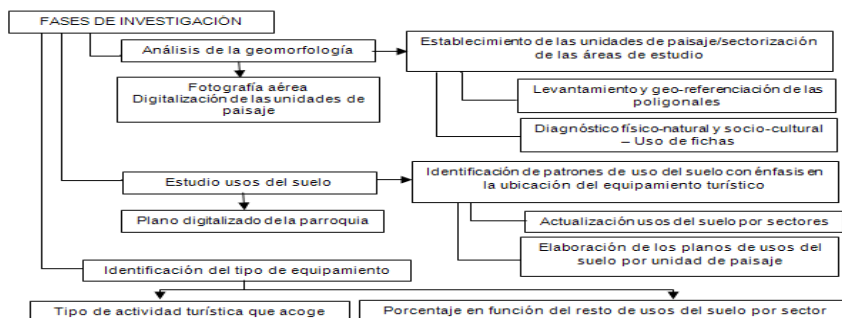 FASES DE INVESTIGACIÓN
Análisis de la geomorfología
Establecimiento de las unidades de paisaje/sectorización
de las áreas de estudio
Fotografía aérea
Digitalización de las unidades de
paisaje
Levantamiento y geo-referenciación de las
poligonales
Diagnóstico físico-natural y socio-cultural
– Uso de fichas
Estudio usos del suelo
Identificación de patrones de uso del suelo con énfasis en
la ubicación del equipamiento turístico
Plano digitalizado de la parroquia
Actualización usos del suelo por sectores
Elaboración de los planos de usos del
suelo por unidad de paisaje
Identificación del tipo de equipamiento
Tipo de actividad turística que acoge
Porcentaje en función del resto de usos del suelo por sector